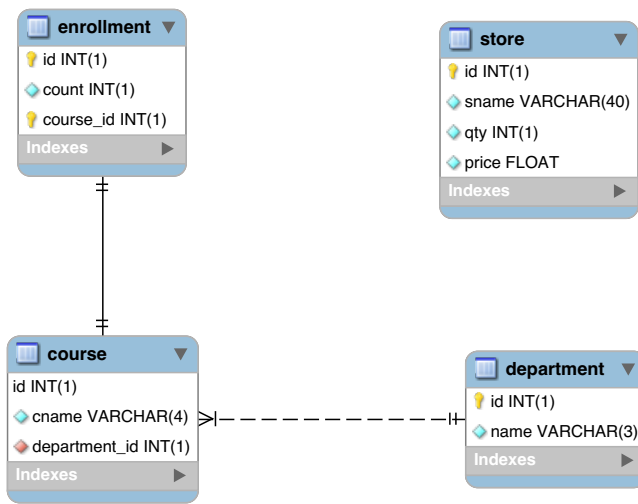 enrollment
id INT(1)
count INT(1)
course_id INT(1)
Indexes
store
id INT(1)
sname VARCHAR(40)
qty INT(1)
price FLOAT
Indexes
course
id INT(1)
cname VARCHAR(4)
department_id INT(1)
Indexes
department
id INT(1)
name VARCHAR(3)
Indexes